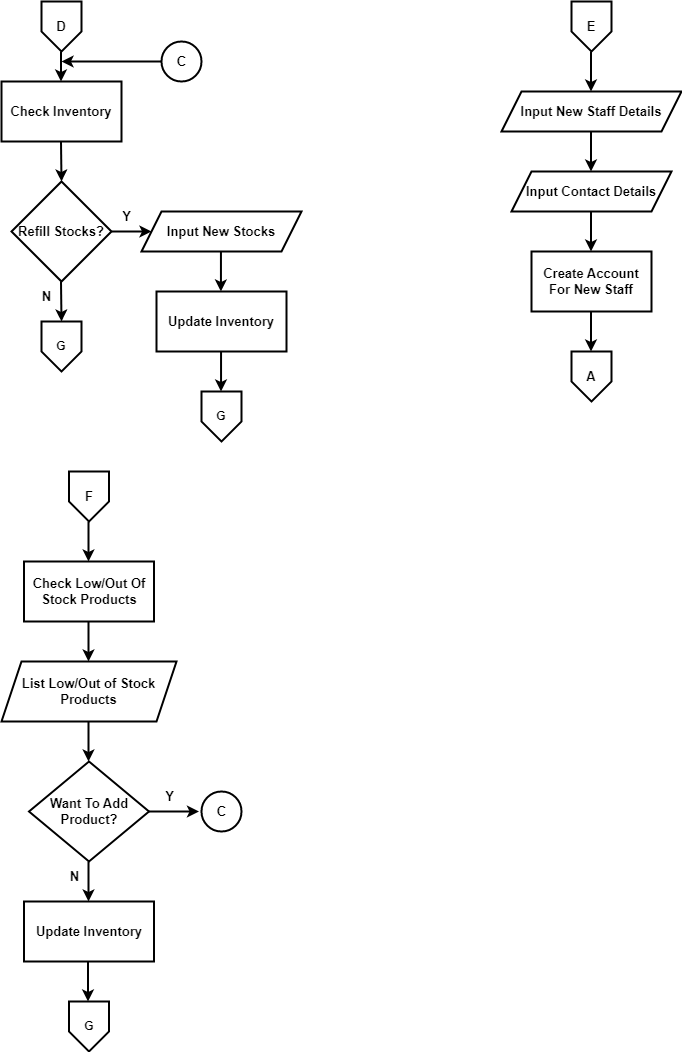 D
C
Check Inventory
Refill Stocks?
Y
Input New Stocks
N
Update Inventory
G
G
E
Input New Staff Details
Input Contact Details
Create Account
For New Staff
A
F
Check Low/Out Of
Stock Products
List Low/Out of Stock
Products
Want To Add
Product?
Y
C
N
Update Inventory
G